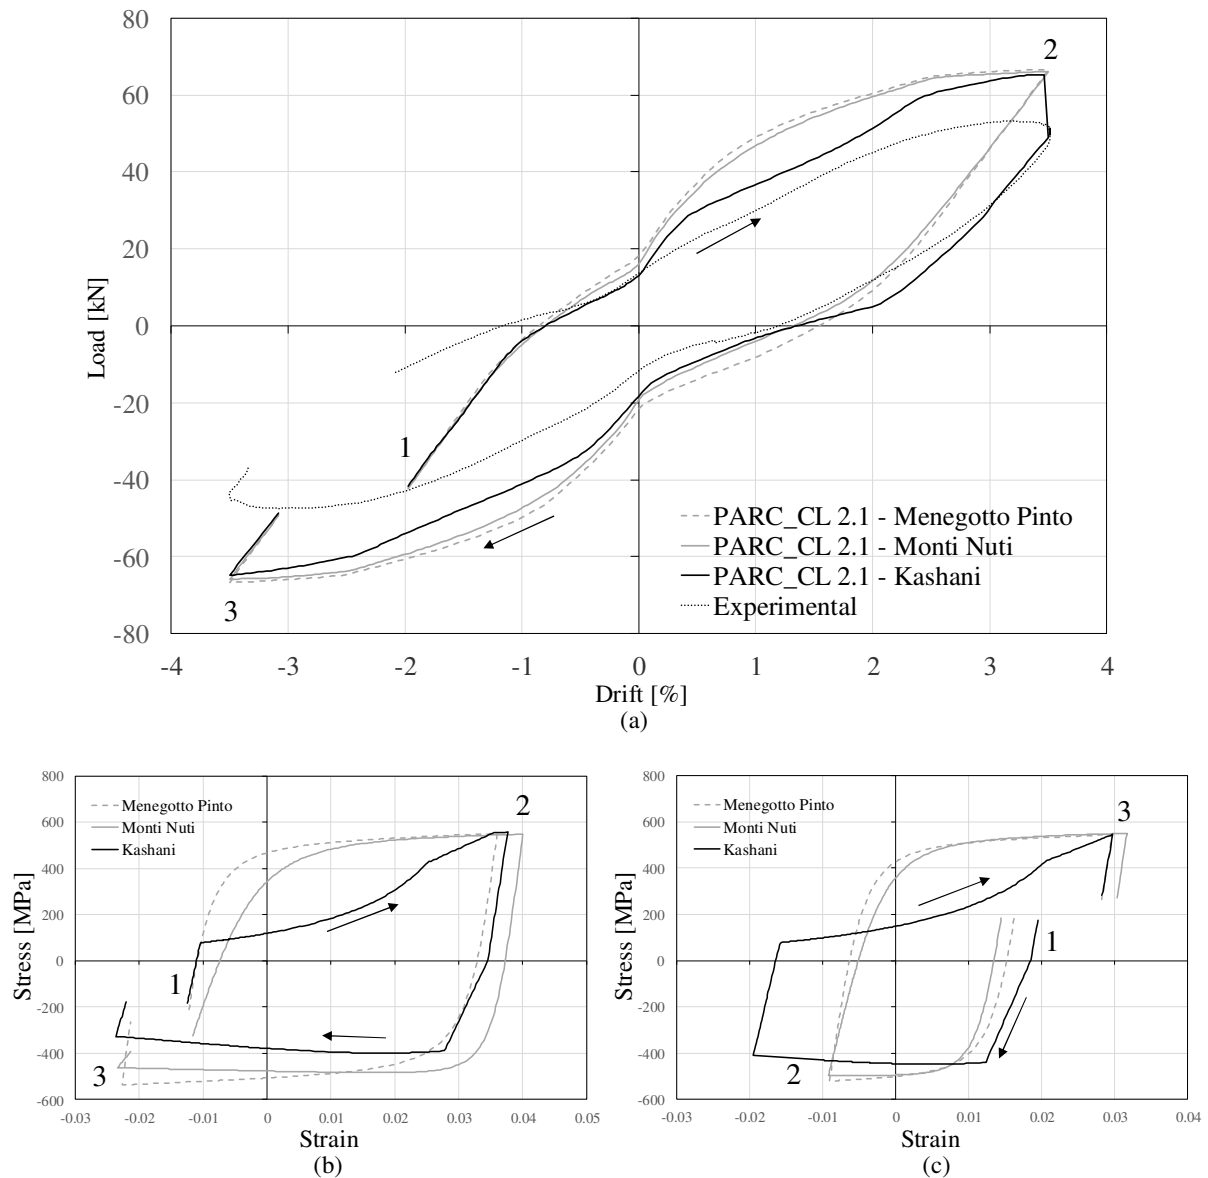 80
60
40
20
0
-20
-40
-60
-80
Load [kN]
2
1
3
PARC_CL 2.1 - Menegotto Pinto
PARC_CL 2.1 - Monti Nuti
PARC_CL 2.1 - Kashani
Experimental
-4 -3 -2 -1 0 1 2 3 4
Drift [%]
(a)
800
600
400
200
0
-200
-400
-600
Stress [MPa]
Menegotto Pinto
Monti Nuti
Kashani
2
1
3
-0.03 -0.02 -0.01 0 0.01 0.02 0.03 0.04 0.05
Strain
(b)
800
600
400
200
0
-200
-400
-600
Stress [MPa]
Menegotto Pinto
Monti Nuti
Kashani
3
1
2
-0.03 -0.02 -0.01 0 0.01 0.02 0.03 0.04
Strain
(c)